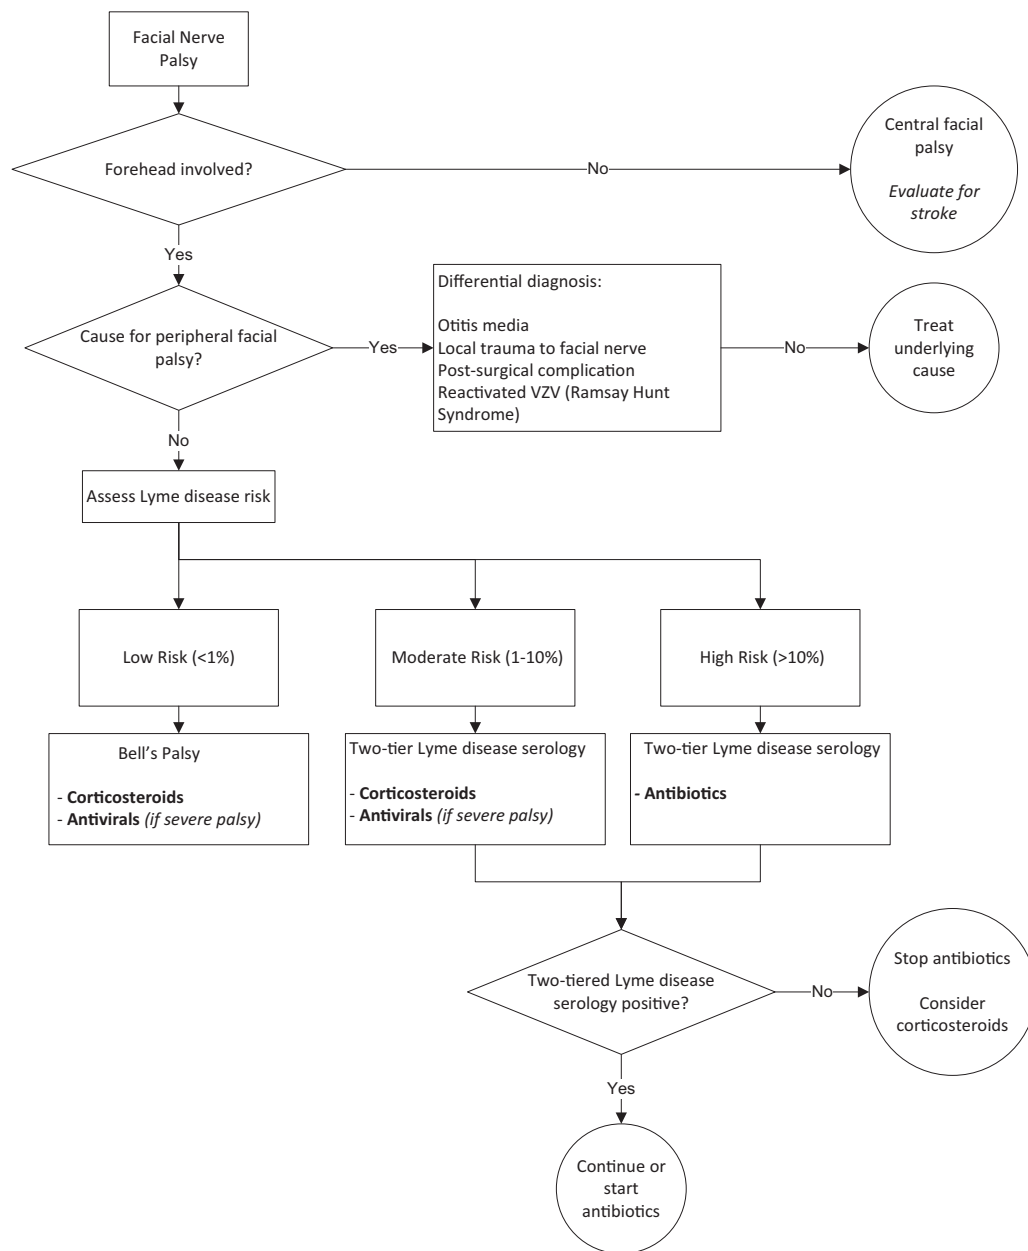 Facial Nerve
Palsy
Forehead involved?
No
Central facial
palsy
Evaluate for
stroke
Yes
Cause for peripheral facial
palsy?
Yes
Differential diagnosis:
Otitis media
Local trauma to facial nerve
Post-surgical complication
Reactivated VZV (Ramsay Hunt
Syndrome)
No
Treat
underlying
cause
No
Assess Lyme disease risk
Low Risk (<1%)
Moderate Risk (1-10%)
High Risk (>10%)
Bell's Palsy
- Corticosteroids
- Antivirals (if severe palsy)
Two-tier Lyme disease serology
- Corticosteroids
- Antivirals (if severe palsy)
Two-tier Lyme disease serology
- Antibiotics
Two-tiered Lyme disease
serology positive?
No
Stop antibiotics
Consider
corticosteroids
Yes
Continue or
start
antibiotics